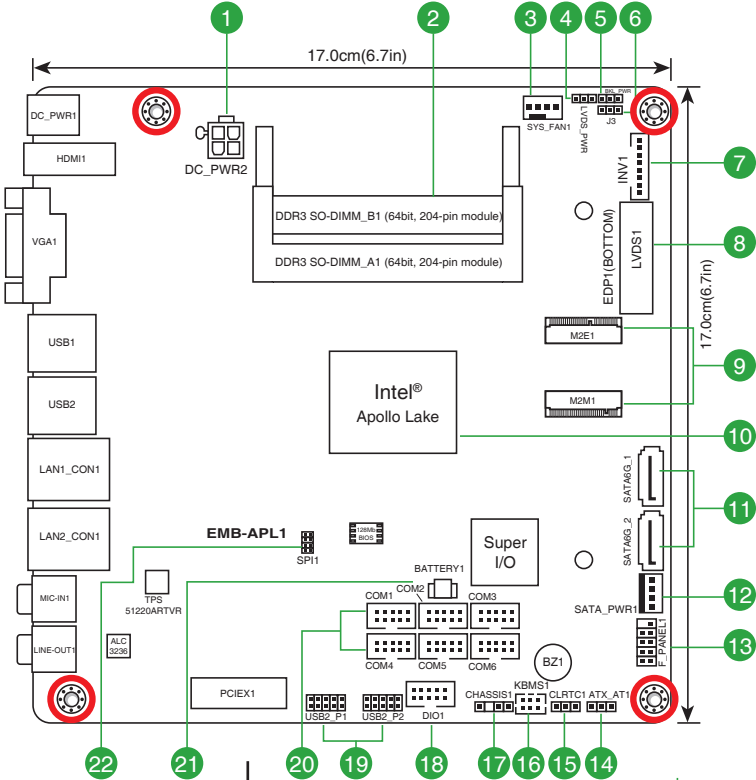 1
2
3
4
5
6
17.0cm(6.7in)
DC_PWR1
DC_PWR2
HDMI1
SYS_FAN1
LVDS_PWR
BKL_PWR
J3
INV1
7
VGA1
DDR3 SO-DIMM_B1 (64bit, 204-pin module)
DDR3 SO-DIMM_A1 (64bit, 204-pin module)
EDP1(BOTTOM)
LVDS1
8
17.0cm(6.7in)
USB1
M2E1
9
USB2
Intel®
Apollo Lake
M2M1
10
LAN1_CON1
SATA6G_1
11
LAN2_CON1
EMB-APL1
SPI1
128Mb
BIOS
Super
I/O
SATA6G_2
BATTERY1
MIC-IN1
TPS
51220ARTVR
COM1
COM2
COM3
SATA_PWR1
12
LINE-OUT1
ALC
3236
COM4
COM5
COM6
BZ1
F_PANEL1
13
PCIEX1
USB2_P1
USB2_P2
DIO1
CHASSIS1
KBMS1
CLRTC1
ATX_AT1
22
21
20
19
18
17
16
15
14